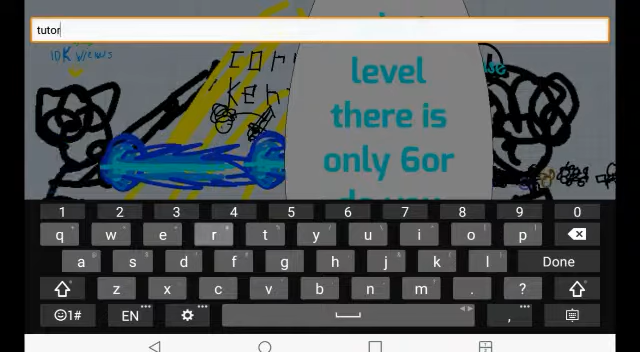 tutor
10K views
level
there is
only 6or
1 2 3 4 5 6 7 8 9 0
q w e r t y u i o p
a s d f g h j k l Done
z x c v b n m . ?
1# EN ,